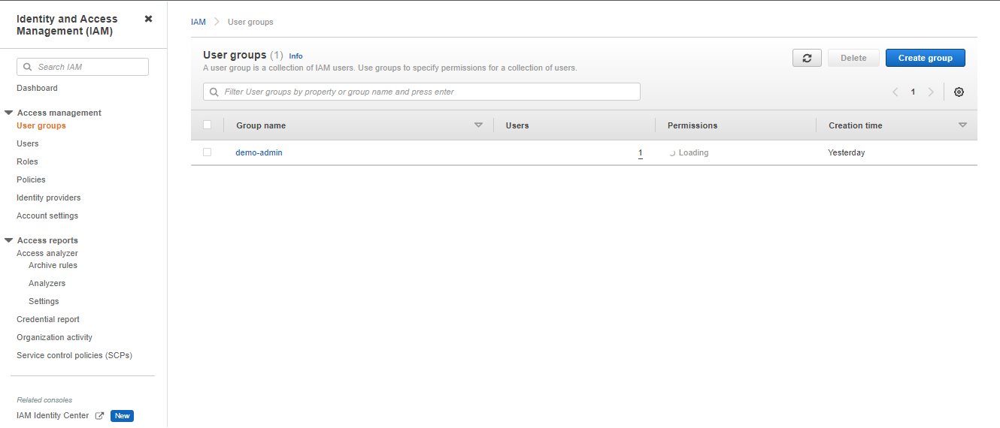 Identity and Access
Management (IAM)
Search IAM
Dashboard
Access management
User groups
Users
Roles
Policies
Identity providers
Account settings
Access reports
Access analyzer
Archive rules
Analyzers
Settings
Credential report
Organization activity
Service control policies (SCPs)
Related consoles
IAM Identity Center New
IAM User groups
User groups (1) Info
A user group is a collection of IAM users. Use groups to specify permissions for a collection of users.
Delete Create group
Filter User groups by property or group name and press enter
1
Group name Users Permissions Creation time
demo-admin 1 Loading Yesterday